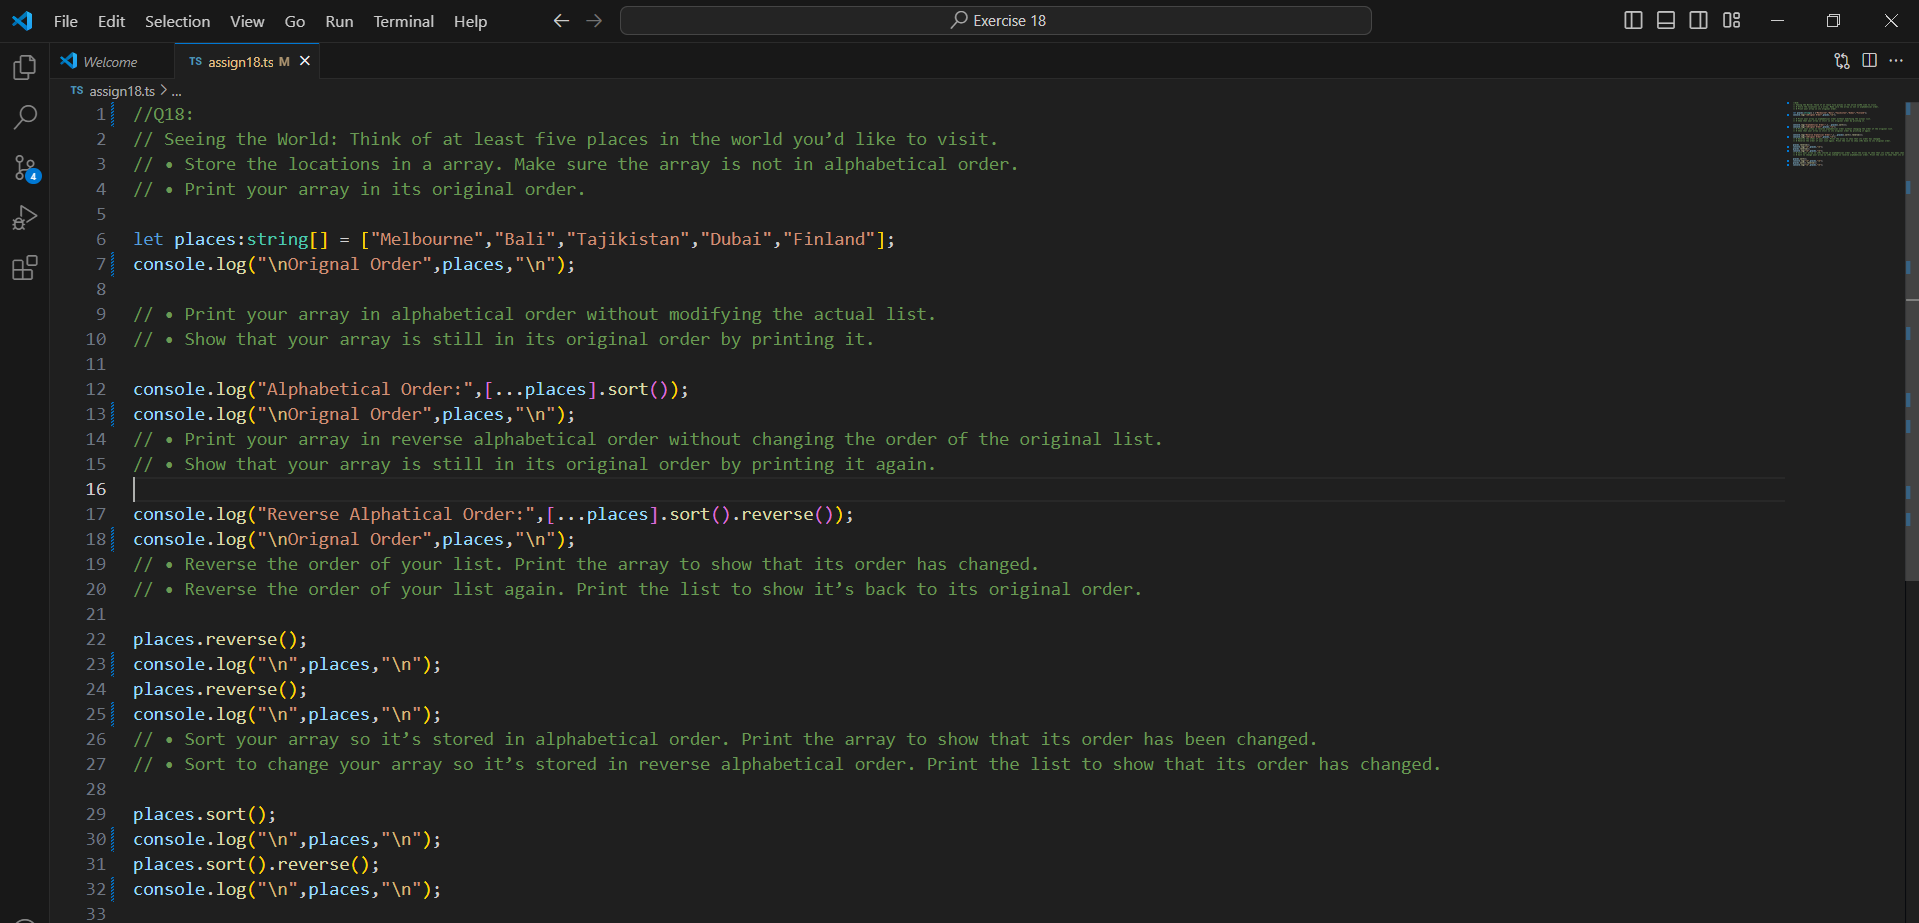 File Edit Selection View Go Run Terminal Help Exercise 18
Welcome TS assign18.ts M
TS assign18.ts > ...
1 //Q18:
2 // Seeing the World: Think of at least five places in the world you’d like to visit.
3 // • Store the locations in a array. Make sure the array is not in alphabetical order.
4 // • Print your array in its original order.
5
6 let places:string[] = ["Melbourne","Bali","Tajikistan","Dubai","Finland"];
7 console.log("\nOrignal Order",places,"\n");
8
9 // • Print your array in alphabetical order without modifying the actual list.
10 // • Show that your array is still in its original order by printing it.
11
12 console.log("Alphabetical Order:",[...places].sort());
13 console.log("\nOrignal Order",places,"\n");
14 // • Print your array in reverse alphabetical order without changing the order of the original list.
15 // • Show that your array is still in its original order by printing it again.
16
17 console.log("Reverse Alphatical Order:",[...places].sort().reverse());
18 console.log("\nOrignal Order",places,"\n");
19 // • Reverse the order of your list. Print the array to show that its order has changed.
20 // • Reverse the order of your list again. Print the list to show it’s back to its original order.
21
22 places.reverse();
23 console.log("\n",places,"\n");
24 places.reverse();
25 console.log("\n",places,"\n");
26 // • Sort your array so it’s stored in alphabetical order. Print the array to show that its order has been changed.
27 // • Sort to change your array so it’s stored in reverse alphabetical order. Print the list to show that its order has changed.
28
29 places.sort();
30 console.log("\n",places,"\n");
31 places.sort().reverse();
32 console.log("\n",places,"\n");
33
4